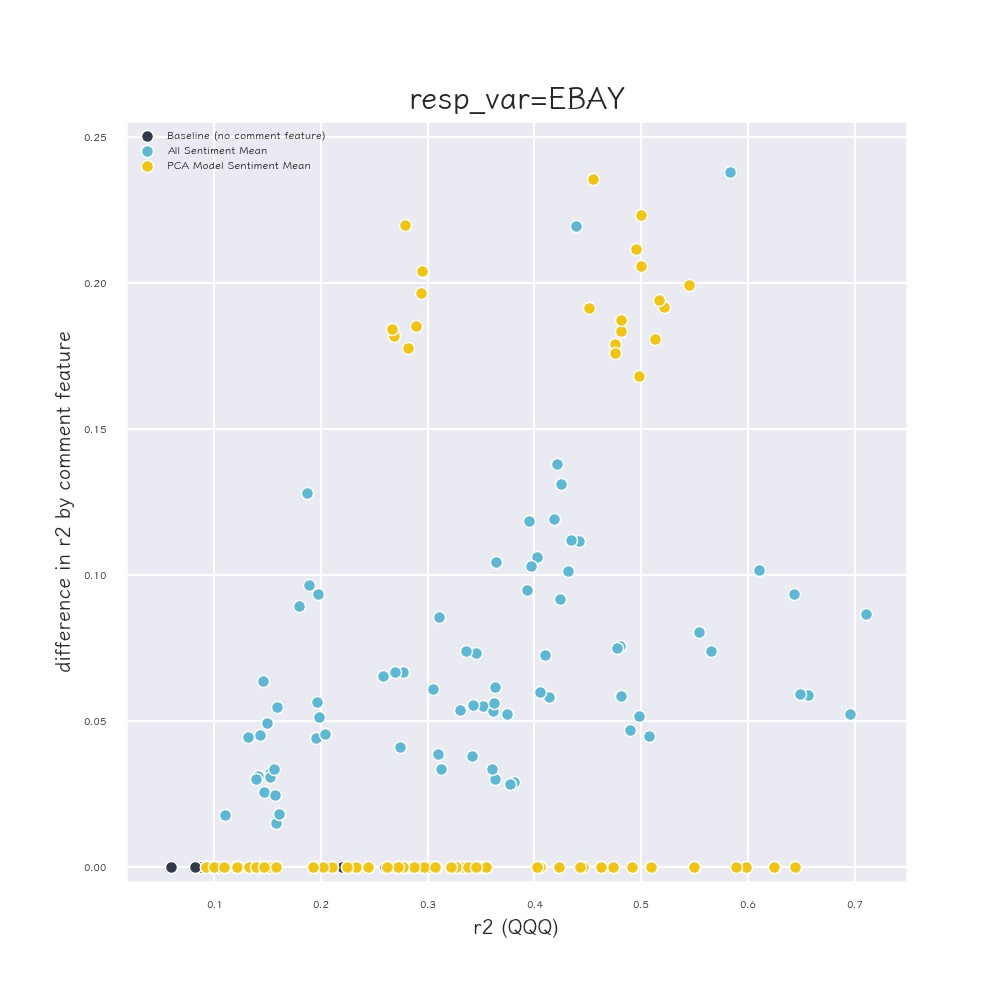 resp_var=EBAY
Baseline (no comment feature)
All Sentiment Mean
PCA Model Sentiment Mean
difference in r2 by comment feature
0.25
0.20
0.15
0.10
0.05
0.00
0.1 0.2 0.3 0.4 0.5 0.6 0.7
r2 (QQQ)